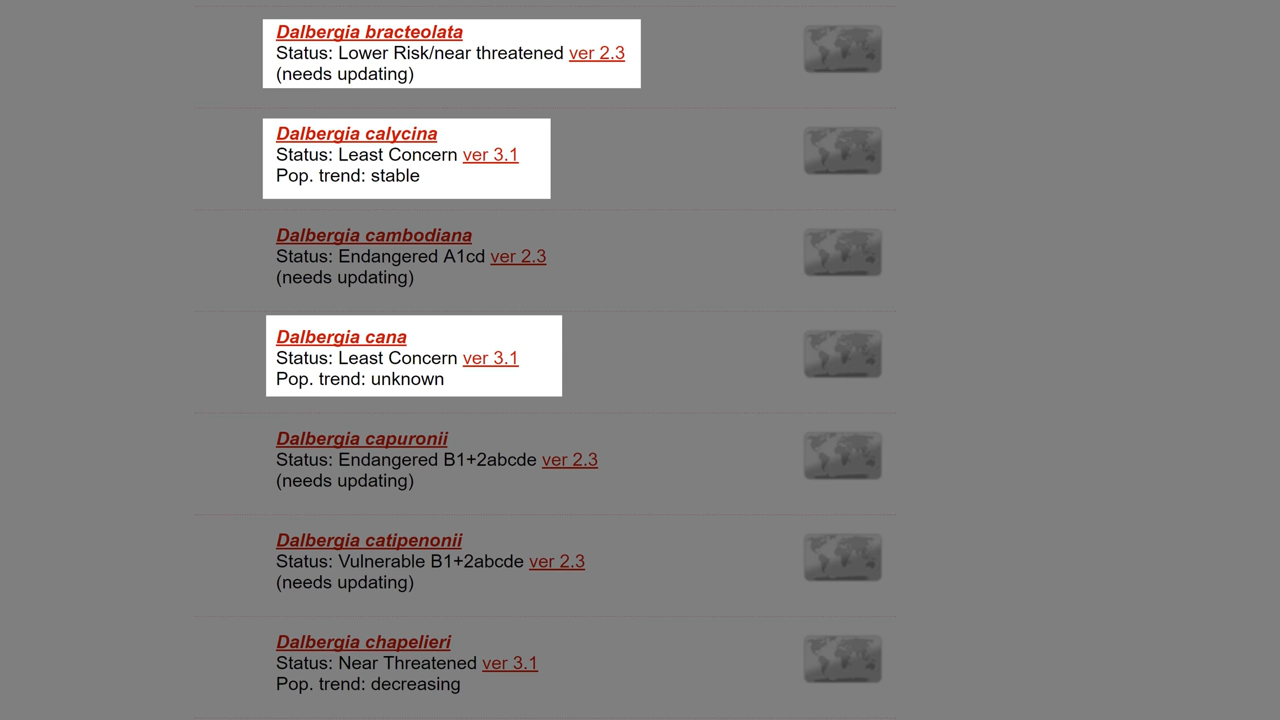 Dalbergia bracteolata
Status: Lower Risk/near threatened ver 2.3
(needs updating)
Dalbergia calycina
Status: Least Concern ver 3.1
Pop. trend: stable
Dalbergia cambodiana
Status: Endangered A1cd ver 2.3
(needs updating)
Dalbergia cana
Status: Least Concern ver 3.1
Pop. trend: unknown
Dalbergia capuronii
Status: Endangered B1+2abcde ver 2.3
(needs updating)
Dalbergia catipenonii
Status: Vulnerable B1+2abcde ver 2.3
(needs updating)
Dalbergia chapelieri
Status: Near Threatened ver 3.1
Pop. trend: decreasing